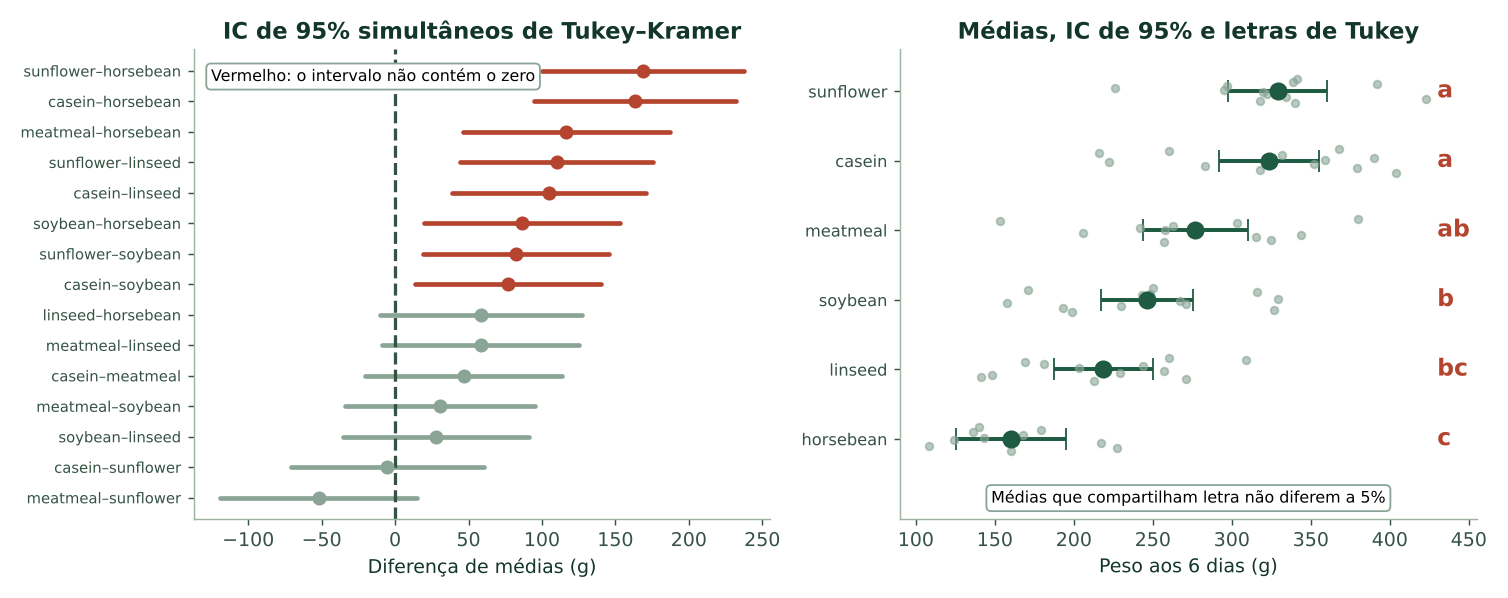 IC de 95% simultâneos de Tukey–Kramer
Vermelho: o intervalo não contém o zero
sunflower–horsebean
casein–horsebean
meatmeal–horsebean
sunflower–linseed
casein–linseed
soybean–horsebean
sunflower–soybean
casein–soybean
linseed–horsebean
meatmeal–linseed
casein–meatmeal
meatmeal–soybean
soybean–linseed
casein–sunflower
meatmeal–sunflower
−100 −50 0 50 100 150 200 250
Diferença de médias (g)
Médias, IC de 95% e letras de Tukey
sunflower a
casein a
meatmeal ab
soybean b
linseed bc
horsebean c
Médias que compartilham letra não diferem a 5%
100 150 200 250 300 350 400 450
Peso aos 6 dias (g)